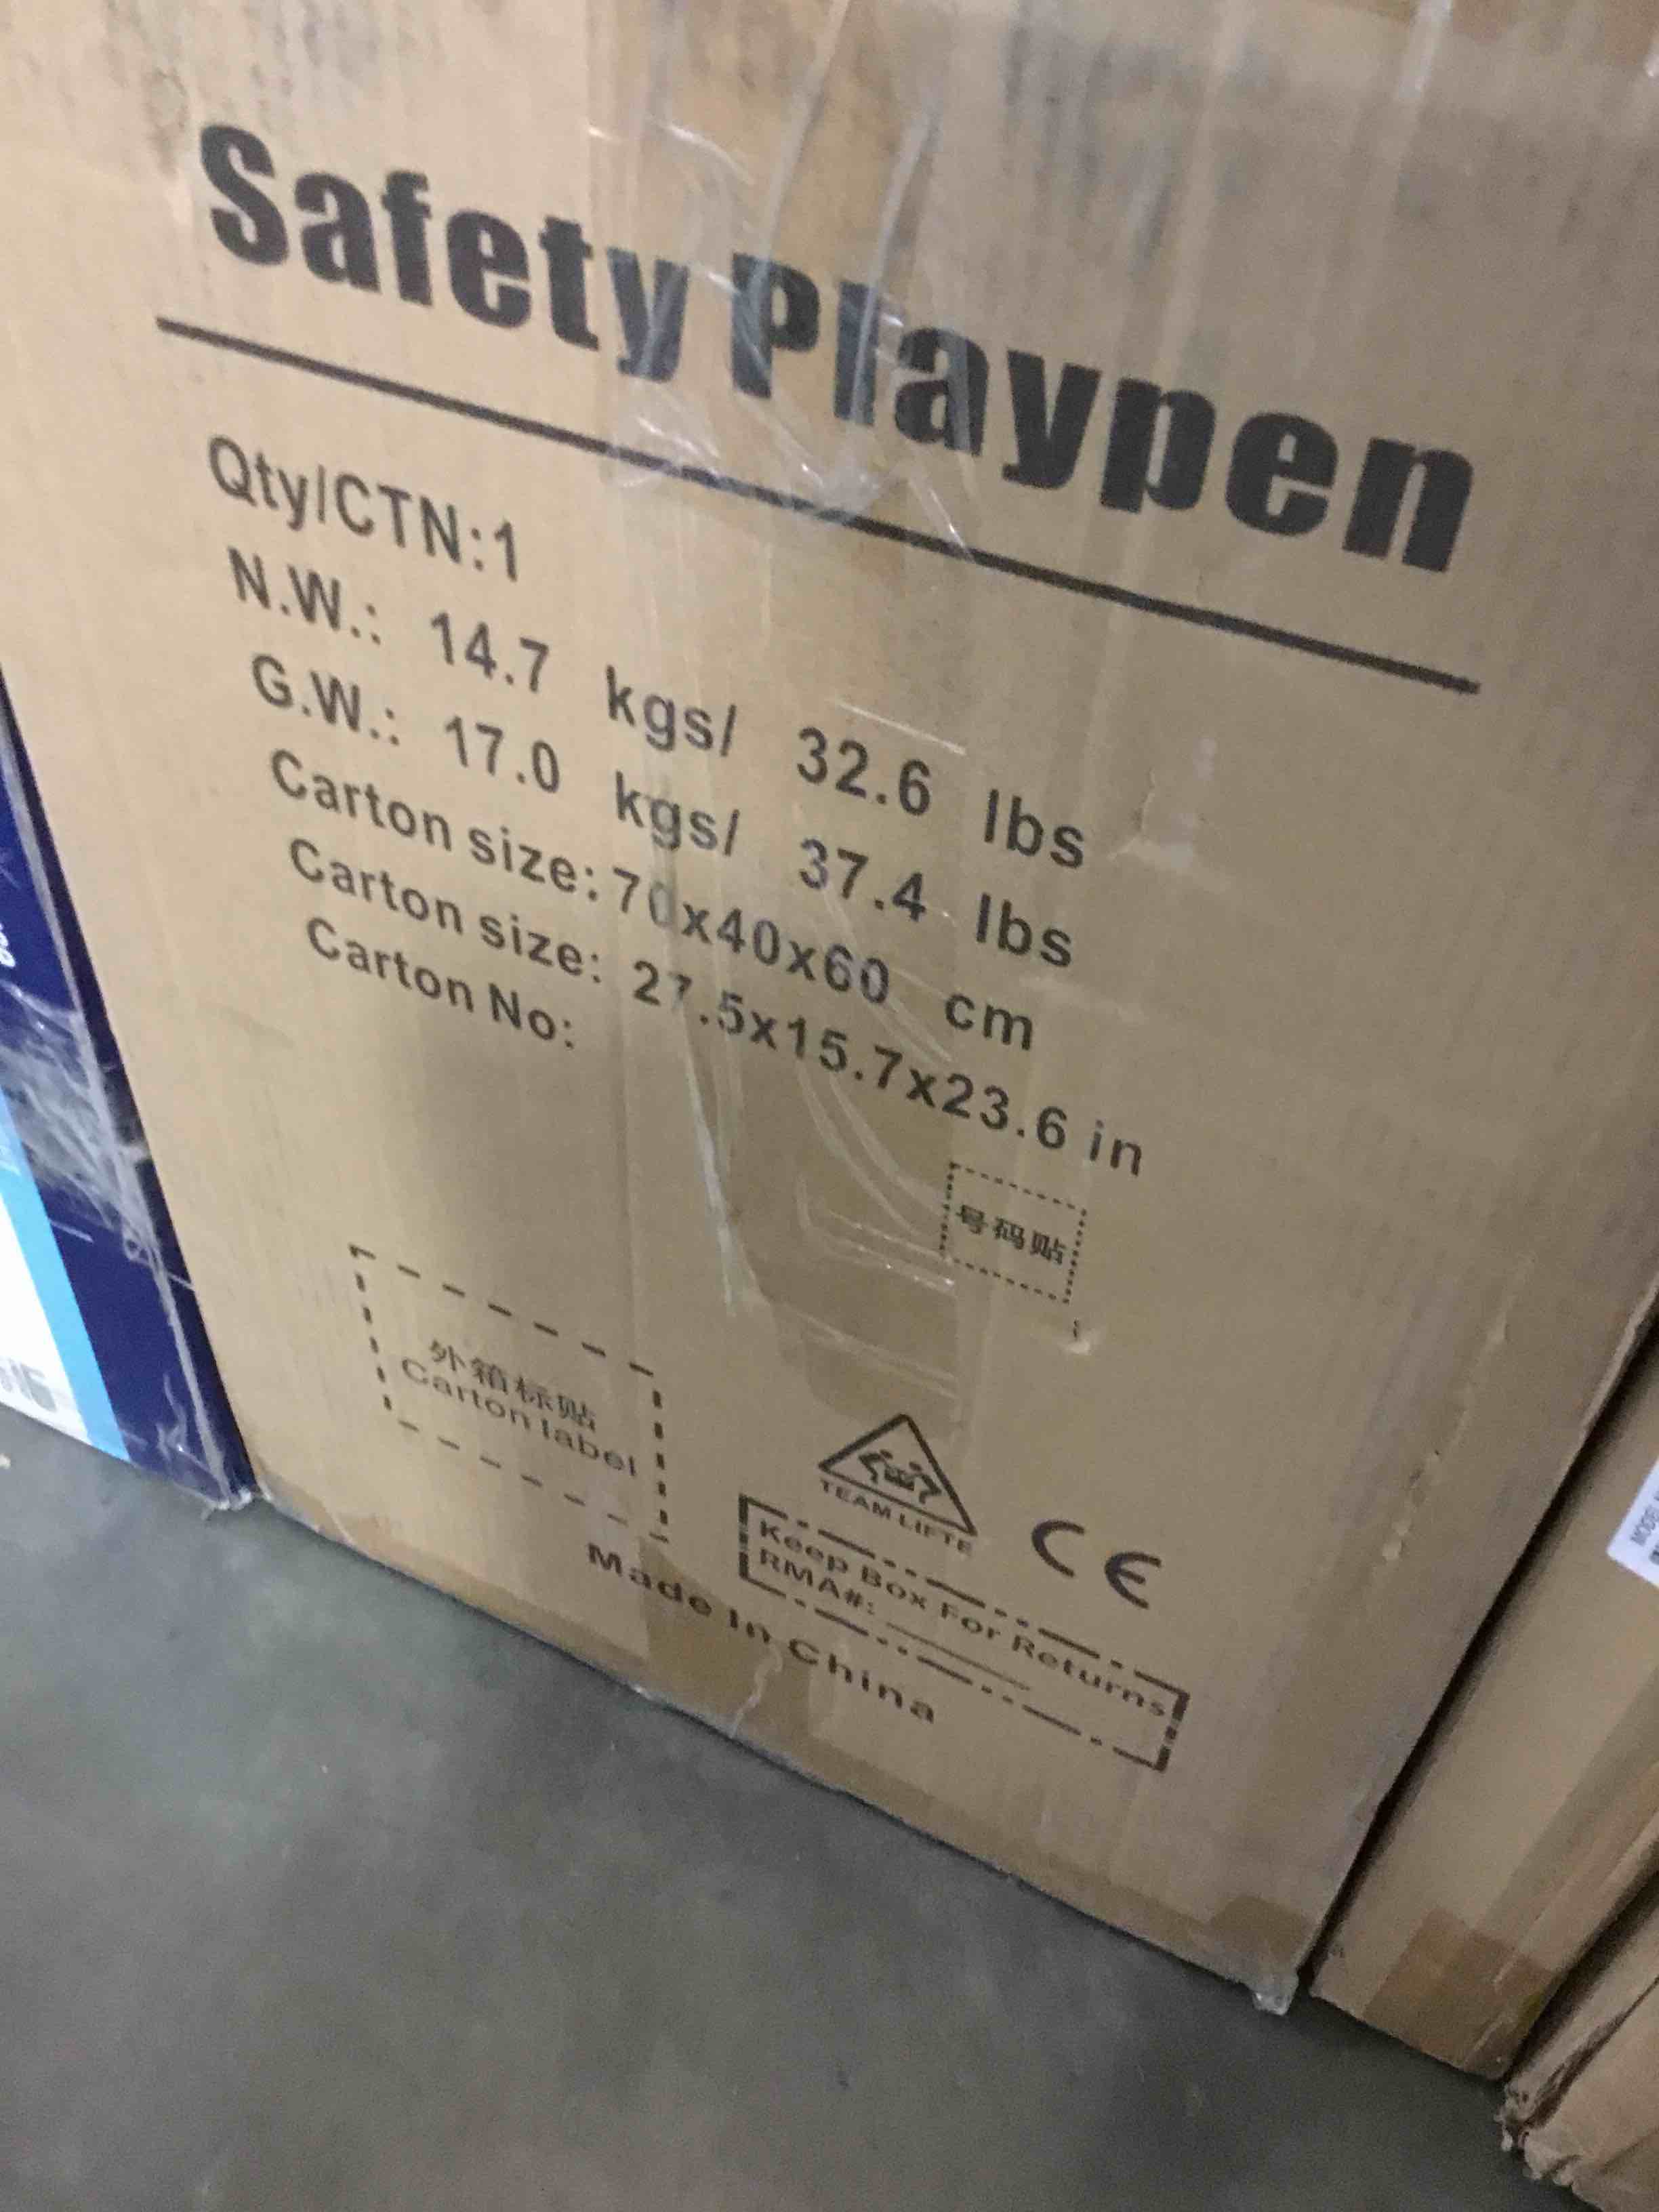 Safety Playpen
Qty/CTN:1
N.W.: 14.7 kgs/ 32.6 lbs
G.W.: 17.0 kgs/ 37.4 lbs
Carton size: 70x40x60 cm
Carton size: 27.5x15.7x23.6 in
Carton No:
号码贴
外箱标贴
Carton label
TEAM LIFTE
CE
Keep Box For Returns
RMA#:
Made In China